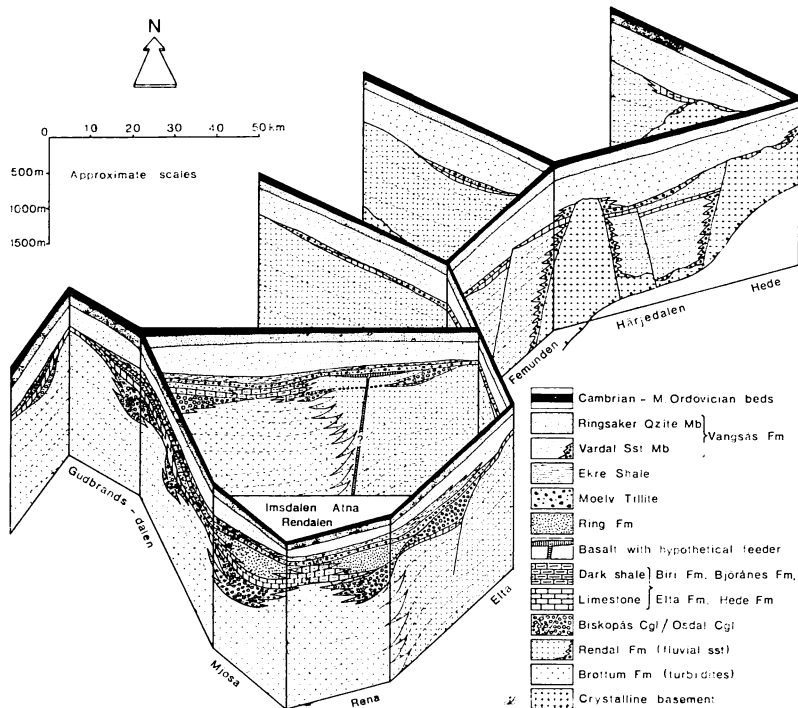 N
0 10 20 30 50 km
500m
1000m
1500m
Approximate scales
Hede
Härjedalen
Femunden
Gudbrands - dalen
Imsdalen Atna
Rendalen
?
Mjosa
Rena
Elta
Cambrian - M Ordovician beds
Ringsaker Qzite Mb
Vardal Sst Mb
Vangsås Fm
Ekre Shale
Moelv Tillite
Ring Fm
Basalt with hypothetical feeder
Dark shale
Limestone
Biri Fm, Björånes Fm,
Elta Fm, Hede Fm
Biskopås Cgl / Osdal Cgl
Rendal Fm (fluvial sst)
Brøttum Fm (turbidites)
Crystalline basement